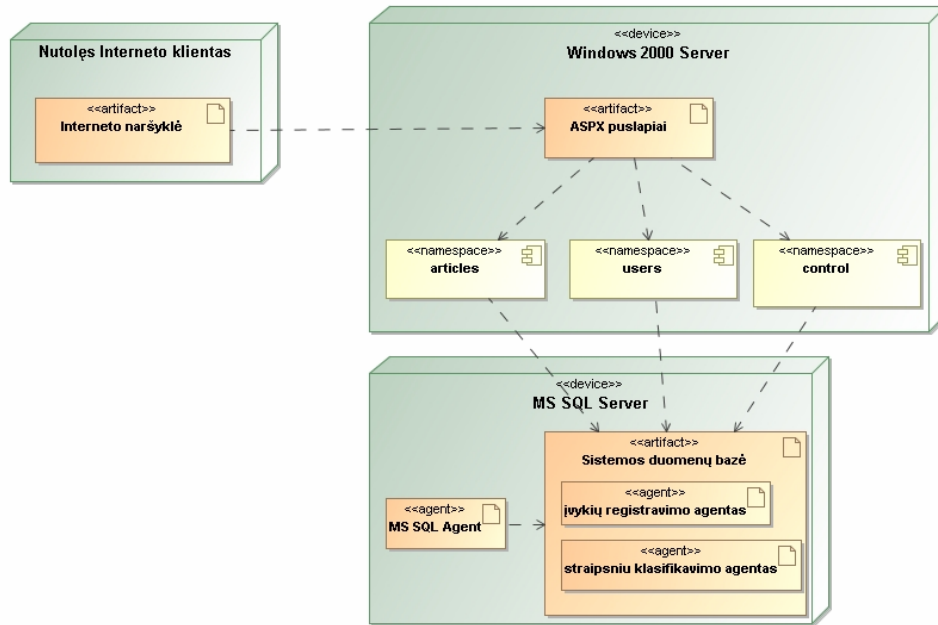 Nutolęs Interneto klientas
<<artifact>>
Interneto naršyklė
<<device>>
Windows 2000 Server
<<artifact>>
ASPX puslapiai
<<namespace>>
articles
<<namespace>>
users
<<namespace>>
control
<<device>>
MS SQL Server
<<artifact>>
Sistemos duomenų bazė
<<agent>>
įvykių registravimo agentas
<<agent>>
MS SQL Agent
<<agent>>
straipsniu klasifikavimo agentas